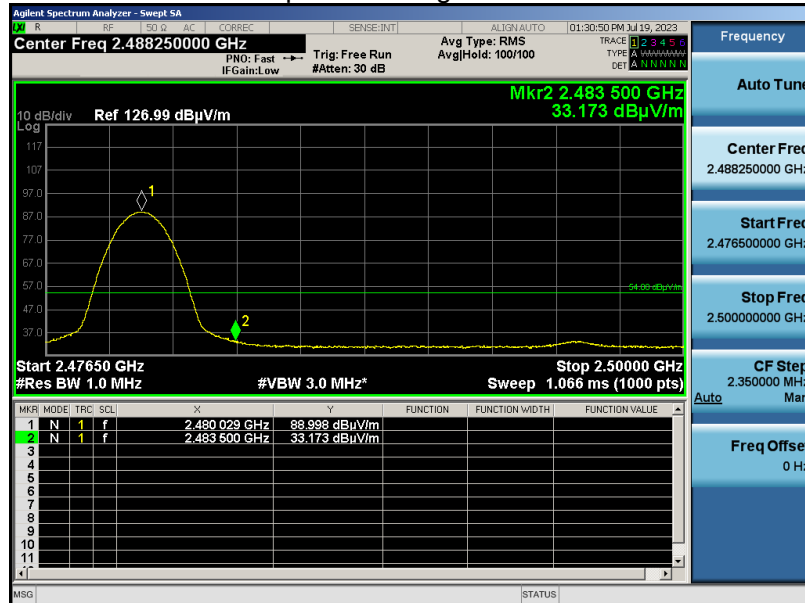 Agilent Spectrum Analyzer - Swept SA
LXI R RF 50 Ω AC CORREC SENSE:INT ALIGN AUTO 01:30:50 PM Jul 19, 2023
Center Freq 2.488250000 GHz
PNO: Fast
IFGain:Low
Trig: Free Run
#Atten: 30 dB
Avg Type: RMS
Avg|Hold: 100/100
TRACE 1 2 3 4 5 6
TYPE A WWWWW
DET A N N N N N
Mkr2 2.483 500 GHz
33.173 dBµV/m
10 dB/div Ref 126.99 dBµV/m
Log
117
107
97.0
87.0
77.0
67.0
57.0
47.0
37.0
1
2
54.00 dBµV/m
Start 2.47650 GHz Stop 2.50000 GHz
#Res BW 1.0 MHz #VBW 3.0 MHz* Sweep 1.066 ms (1000 pts)
MKR MODE TRC SCL X Y FUNCTION FUNCTION WIDTH FUNCTION VALUE
1 N 1 f 2.480 029 GHz 88.998 dBµV/m
2 N 1 f 2.483 500 GHz 33.173 dBµV/m
3
4
5
6
7
8
9
10
11
MSG STATUS
Frequency
Auto Tune
Center Freq
2.488250000 GHz
Start Freq
2.476500000 GHz
Stop Freq
2.500000000 GHz
CF Step
2.350000 MHz
Auto Man
Freq Offset
0 Hz